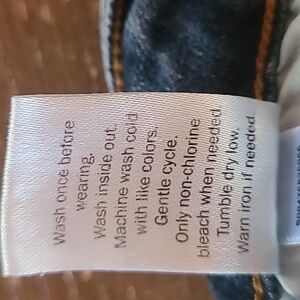 Wash once before
wearing.
Wash inside out.
Machine wash cold
with like colors.
Gentle cycle.
Only non-chlorine
bleach when needed.
Tumble dry low.
Warn iron if needed.